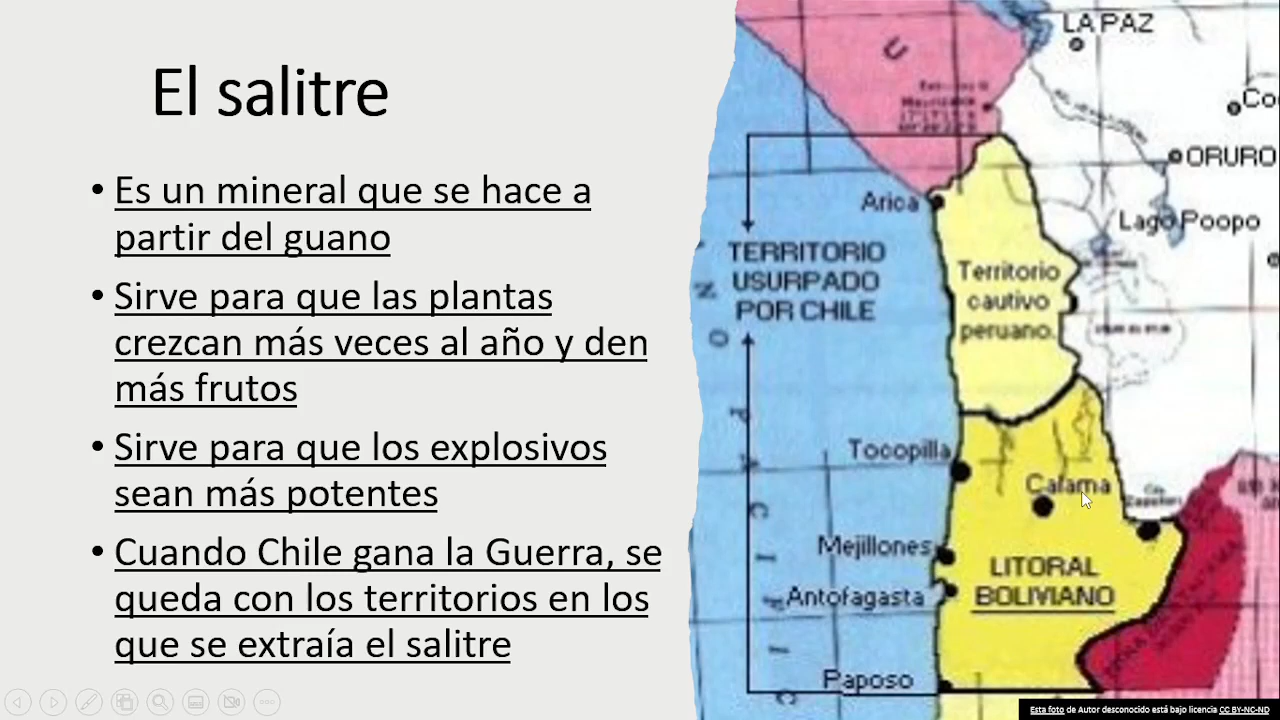 El salitre
• Es un mineral que se hace a
partir del guano
• Sirve para que las plantas
crezcan más veces al año y den
más frutos
• Sirve para que los explosivos
sean más potentes
• Cuando Chile gana la Guerra, se
queda con los territorios en los
que se extraía el salitre
LA PAZ
Co
U
ORURO
Arica
Lago Poopo
TERRITORIO
USURPADO
POR CHILE
Territorio
cautivo
peruano.
Tocopilla
Calama
Mejillones
LITORAL
BOLIVIANO
Antofagasta
Paposo
N
O
P
A
C
I
F
I
C
Esta foto de Autor desconocido está bajo licencia CC BY-NC-ND